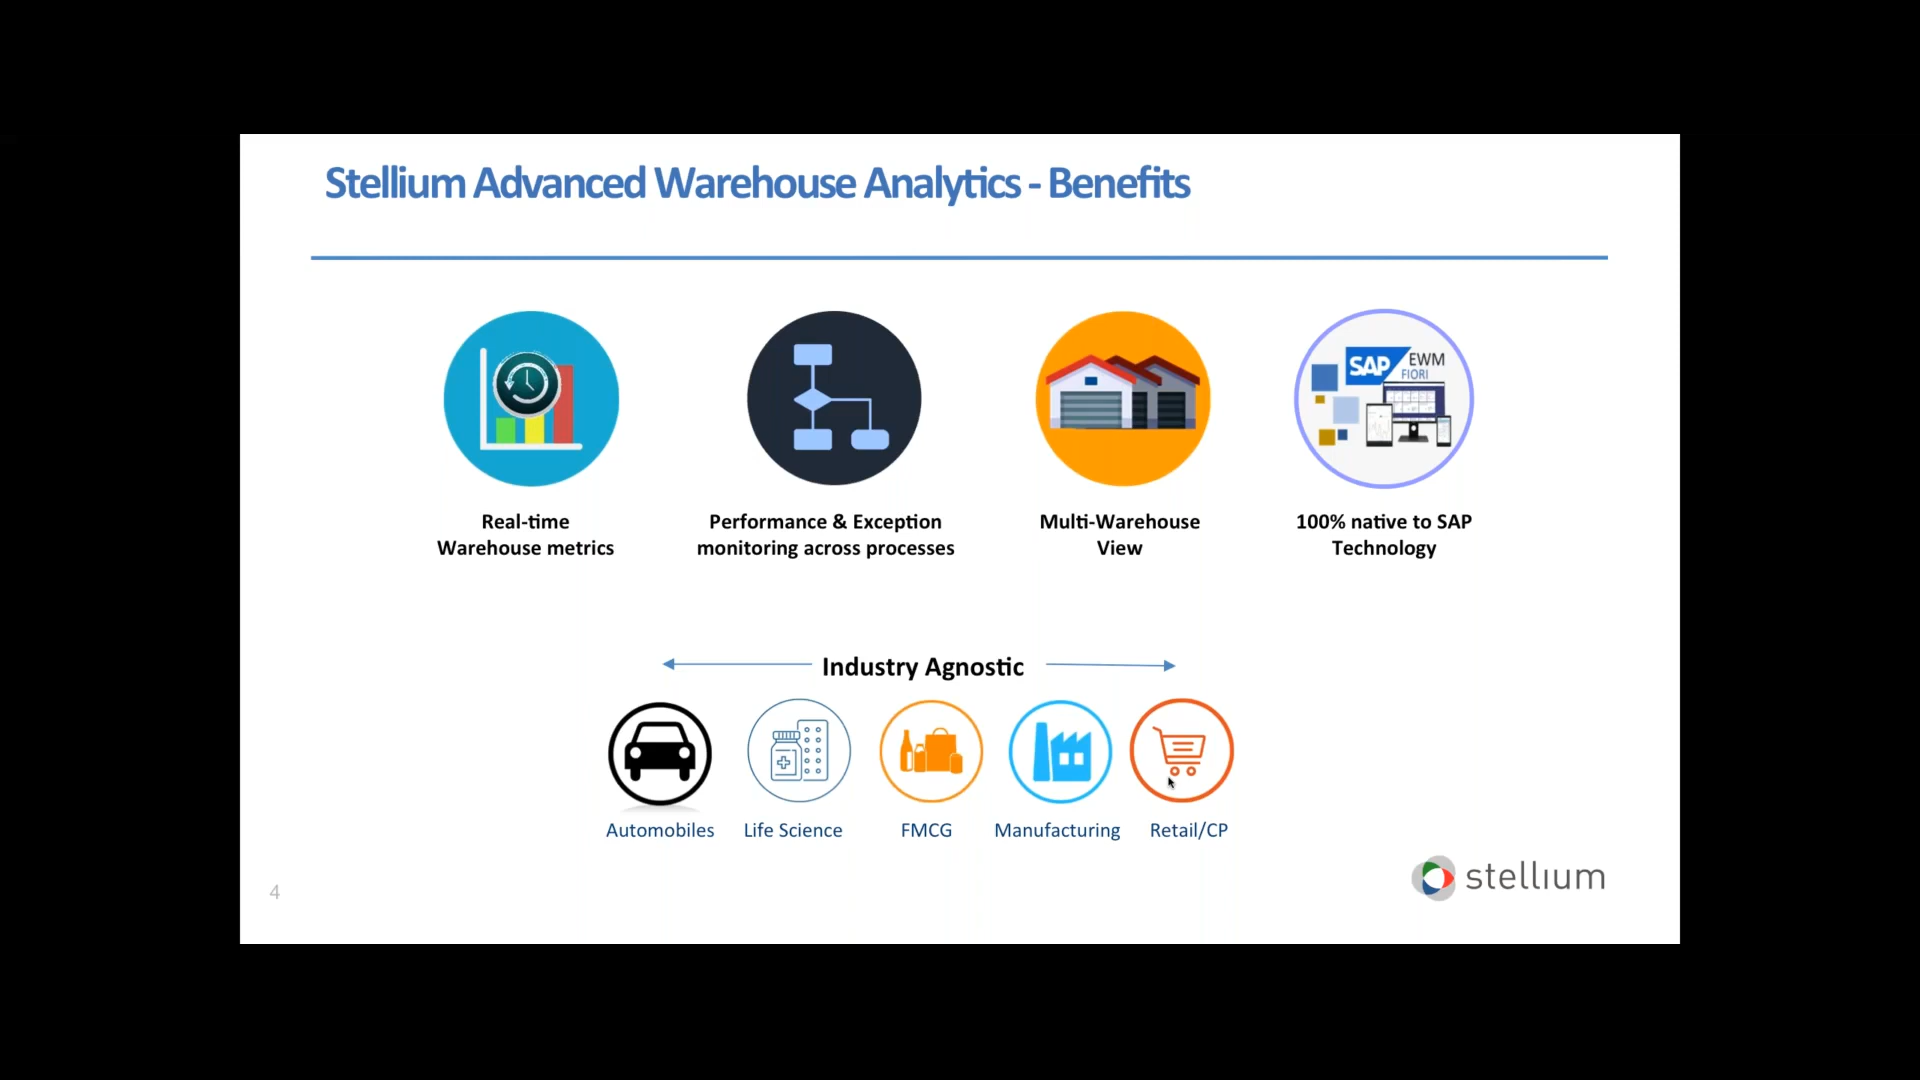 Stellium Advanced Warehouse Analytics - Benefits
SAP EWM
FIORI
Real-time
Warehouse metrics
Performance & Exception
monitoring across processes
Multi-Warehouse
View
100% native to SAP
Technology
Industry Agnostic
Automobiles
Life Science
FMCG
Manufacturing
Retail/CP
4
stellıum